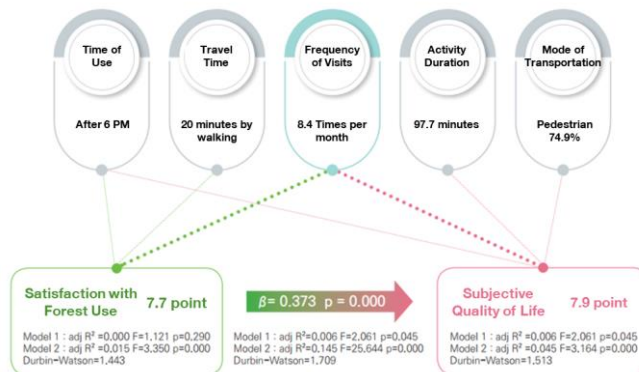 Time of
Use
Travel
Time
Frequency
of Visits
Activity
Duration
Mode of
Transportation
After 6 PM
20 minutes by
walking
8.4 Times per
month
97.7 minutes
Pedestrian
74.9%
Satisfaction with
Forest Use
7.7 point
Model 1 : adj R² =0.000 F=1,121 p=0.290
Model 2 : adj R² =0.015 F=3.350 p=0.000
Durbin-Watson=1,443
β= 0.373 p = 0.000
Model 1 : adj R²=0.006 F=2.061 p=0.045
Model 2 : adj R²=0.145 F=25.644 p=0.000
Durbin-Watson=1,709
Subjective
Quality of Life
7.9 point
Model 1 : adj R² =0.006 F=2.061 p=0.045
Model 2 : adj R² =0.045 F=3.164 p=0.000
Durbin-Watson=1,513